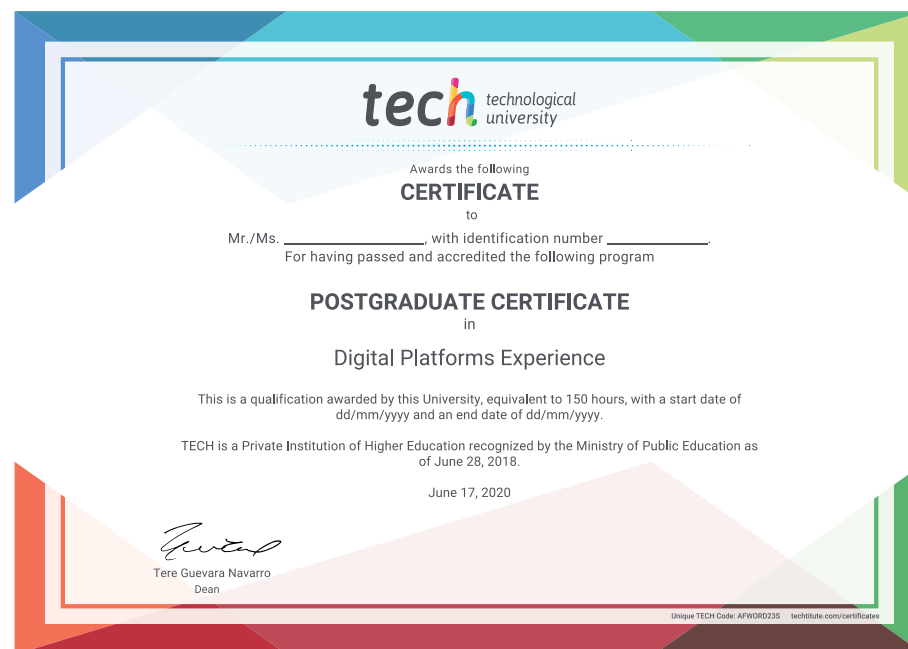 tech technological
university
Awards the following
CERTIFICATE
to
Mr./Ms. ____________________, with identification number ______________.
For having passed and accredited the following program
POSTGRADUATE CERTIFICATE
in
Digital Platforms Experience
This is a qualification awarded by this University, equivalent to 150 hours, with a start date of
dd/mm/yyyy and an end date of dd/mm/yyyy.
TECH is a Private Institution of Higher Education recognized by the Ministry of Public Education as
of June 28, 2018.
June 17, 2020
Tere Guevara Navarro
Dean
Unique TECH Code: AFWORD23S techtitute.com/certificates